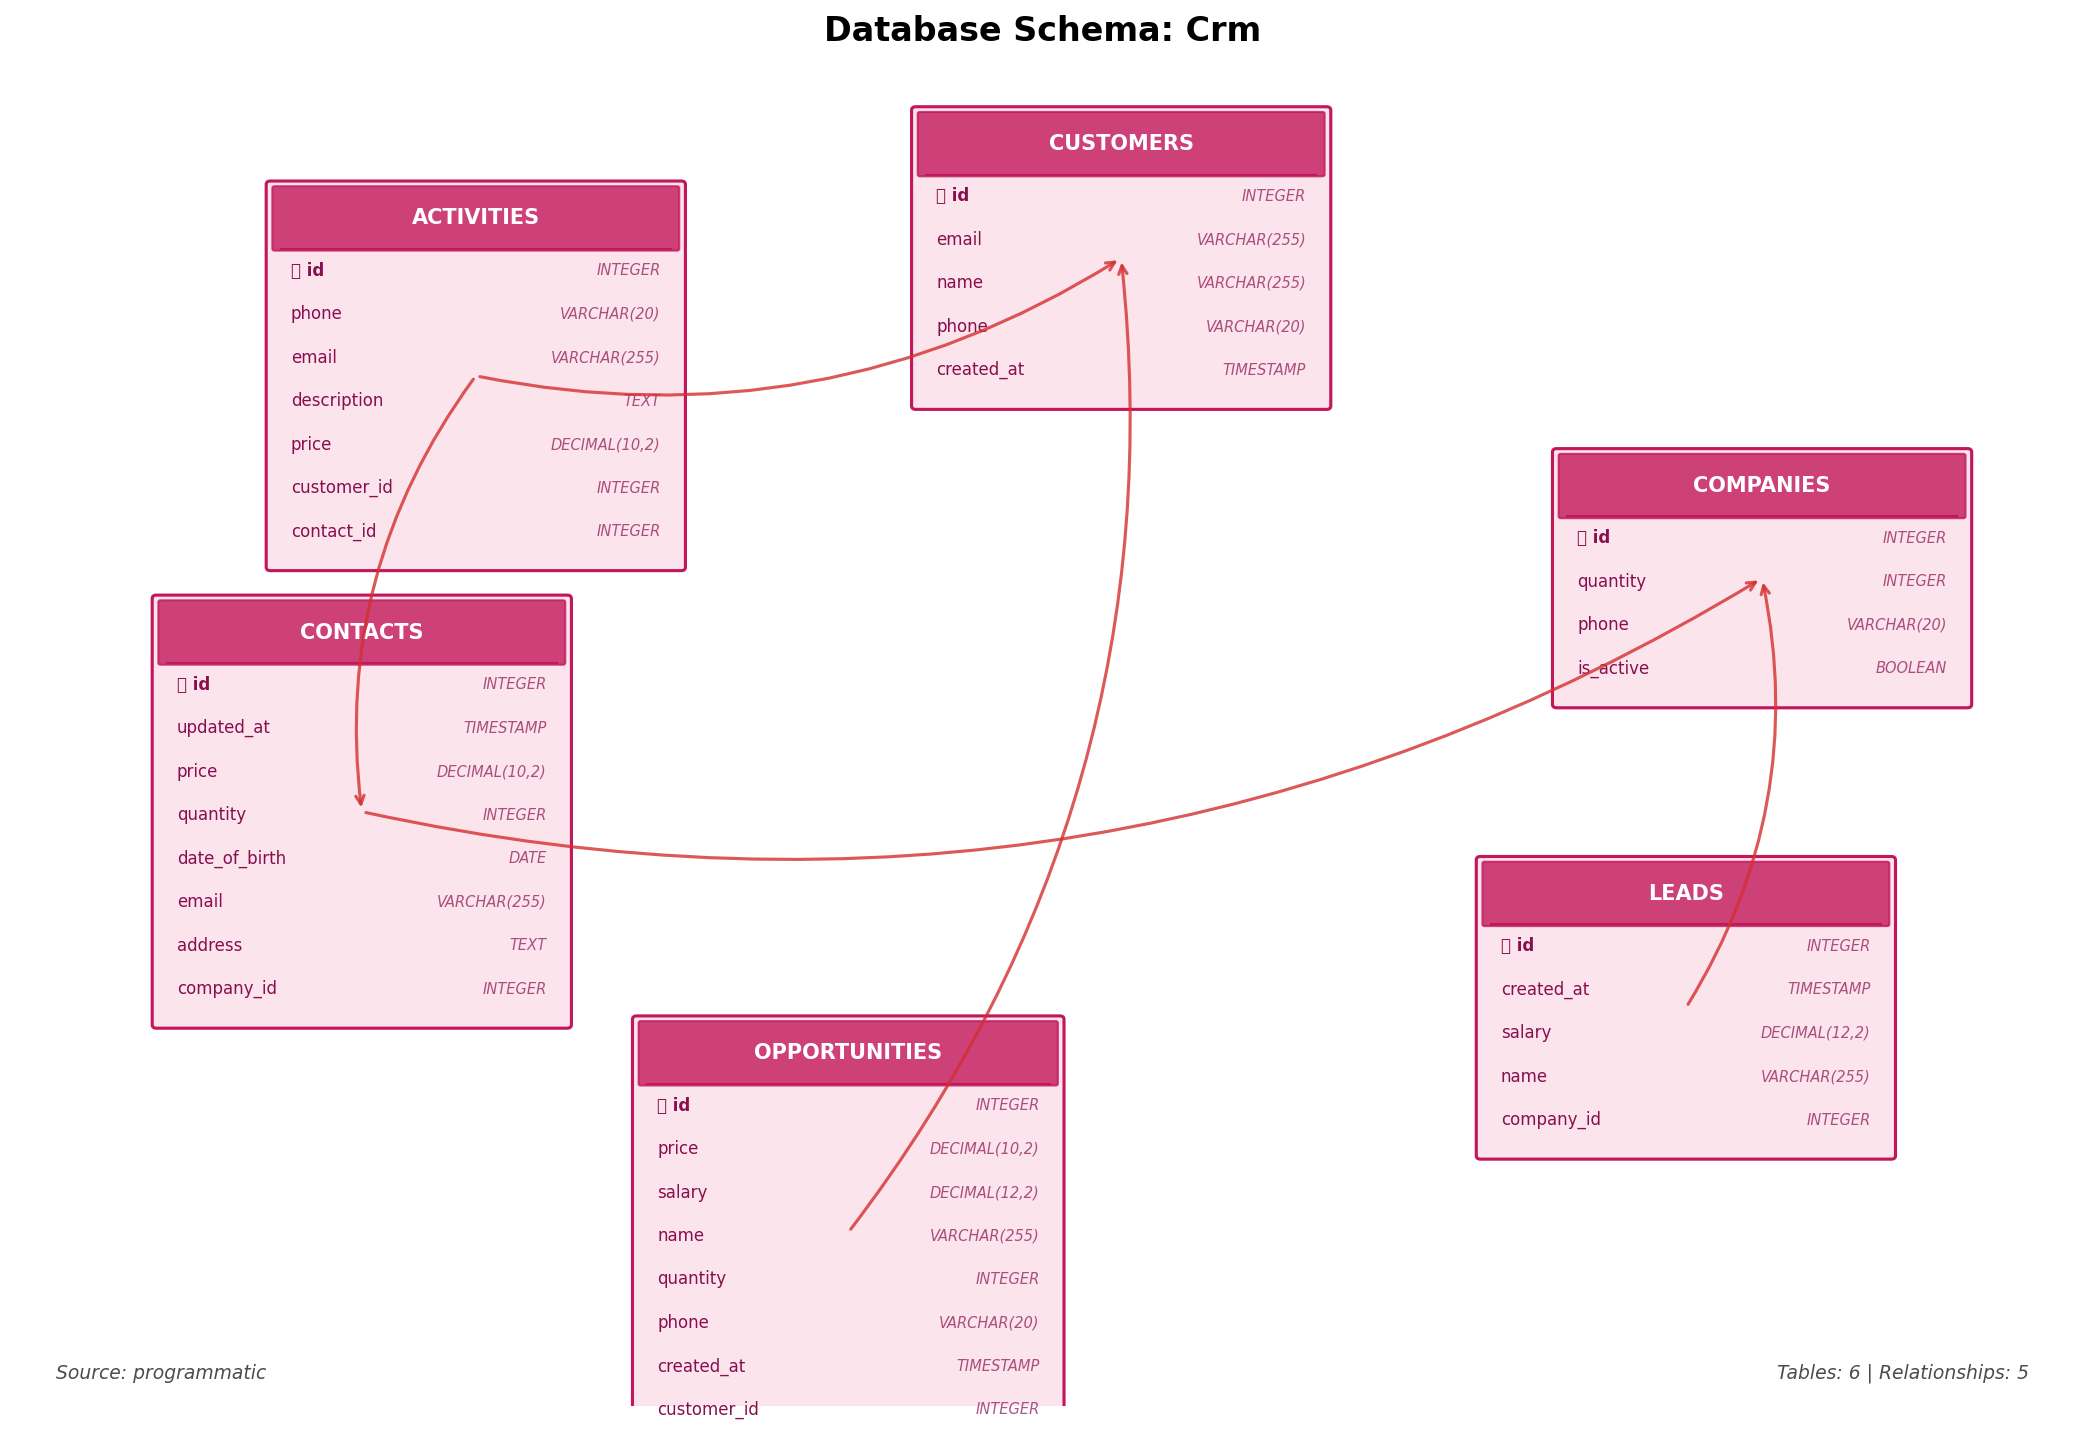 Database Schema: Crm
CUSTOMERS
id INTEGER
email VARCHAR(255)
name VARCHAR(255)
phone VARCHAR(20)
created_at TIMESTAMP
ACTIVITIES
id INTEGER
phone VARCHAR(20)
email VARCHAR(255)
description TEXT
price DECIMAL(10,2)
customer_id INTEGER
contact_id INTEGER
COMPANIES
id INTEGER
quantity INTEGER
phone VARCHAR(20)
is_active BOOLEAN
CONTACTS
id INTEGER
updated_at TIMESTAMP
price DECIMAL(10,2)
quantity INTEGER
date_of_birth DATE
email VARCHAR(255)
address TEXT
company_id INTEGER
LEADS
id INTEGER
created_at TIMESTAMP
salary DECIMAL(12,2)
name VARCHAR(255)
company_id INTEGER
OPPORTUNITIES
id INTEGER
price DECIMAL(10,2)
salary DECIMAL(12,2)
name VARCHAR(255)
quantity INTEGER
phone VARCHAR(20)
created_at TIMESTAMP
customer_id INTEGER
Source: programmatic
Tables: 6 | Relationships: 5